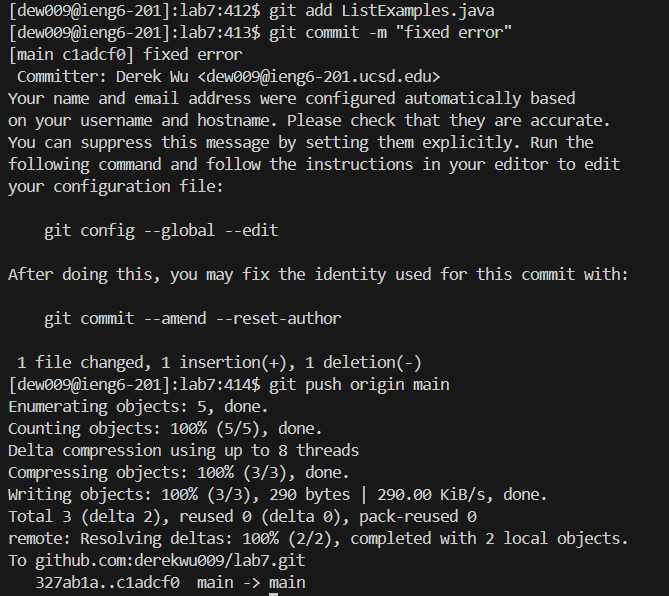 [dew009@ieng6-201]:lab7:412$ git add ListExamples.java
[dew009@ieng6-201]:lab7:413$ git commit -m "fixed error"
[main c1adcf0] fixed error
 Committer: Derek Wu <dew009@ieng6-201.ucsd.edu>
Your name and email address were configured automatically based
on your username and hostname. Please check that they are accurate.
You can suppress this message by setting them explicitly. Run the
following command and follow the instructions in your editor to edit
your configuration file:

    git config --global --edit

After doing this, you may fix the identity used for this commit with:

    git commit --amend --reset-author

 1 file changed, 1 insertion(+), 1 deletion(-)
[dew009@ieng6-201]:lab7:414$ git push origin main
Enumerating objects: 5, done.
Counting objects: 100% (5/5), done.
Delta compression using up to 8 threads
Compressing objects: 100% (3/3), done.
Writing objects: 100% (3/3), 290 bytes | 290.00 KiB/s, done.
Total 3 (delta 2), reused 0 (delta 0), pack-reused 0
remote: Resolving deltas: 100% (2/2), completed with 2 local objects.
To github.com:derekwu009/lab7.git
   327ab1a..c1adcf0  main -> main